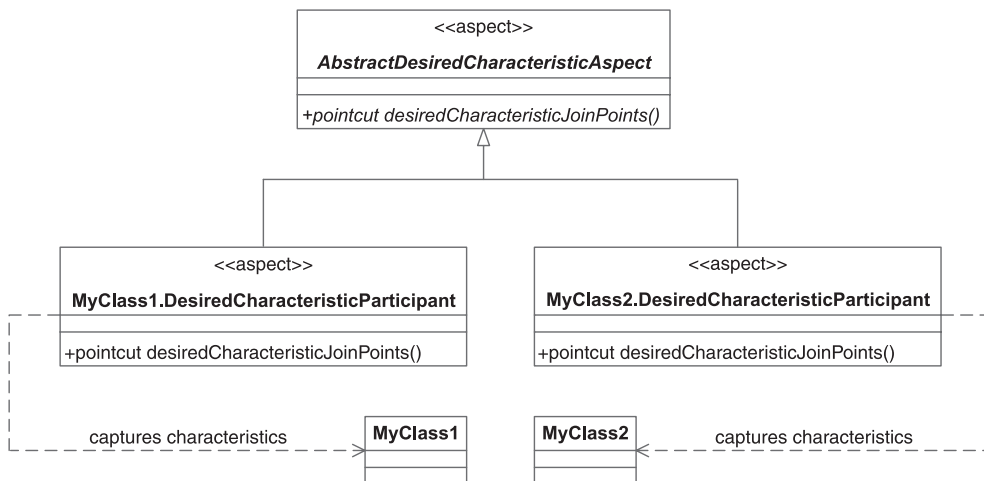 <<aspect>>
AbstractDesiredCharacteristicAspect
+pointcut desiredCharacteristicJoinPoints()
<<aspect>>
MyClass1.DesiredCharacteristicParticipant
+pointcut desiredCharacteristicJoinPoints()
<<aspect>>
MyClass2.DesiredCharacteristicParticipant
+pointcut desiredCharacteristicJoinPoints()
captures characteristics
MyClass1
MyClass2
captures characteristics